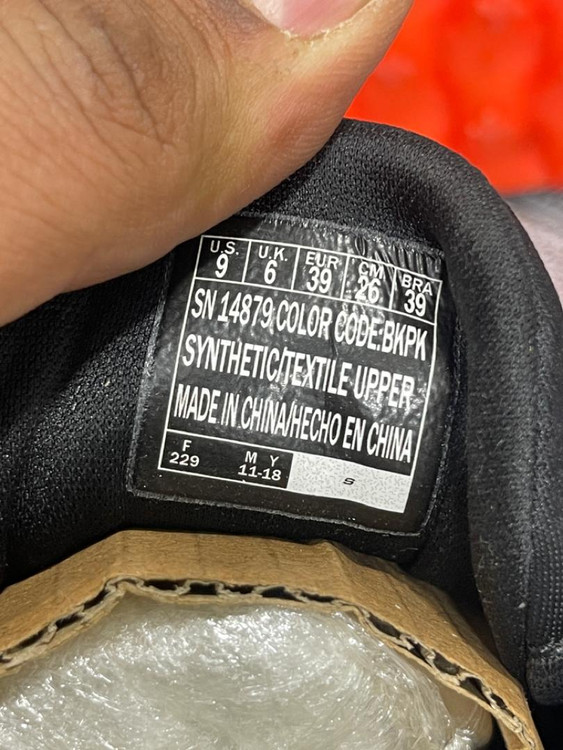 U.S. U.K. EUR CM BRA
9 6 39 26 39
SN 14879 COLOR CODE:BKPK
SYNTHETIC/TEXTILE UPPER
MADE IN CHINA/HECHO EN CHINA
F M Y
229 11-18 S